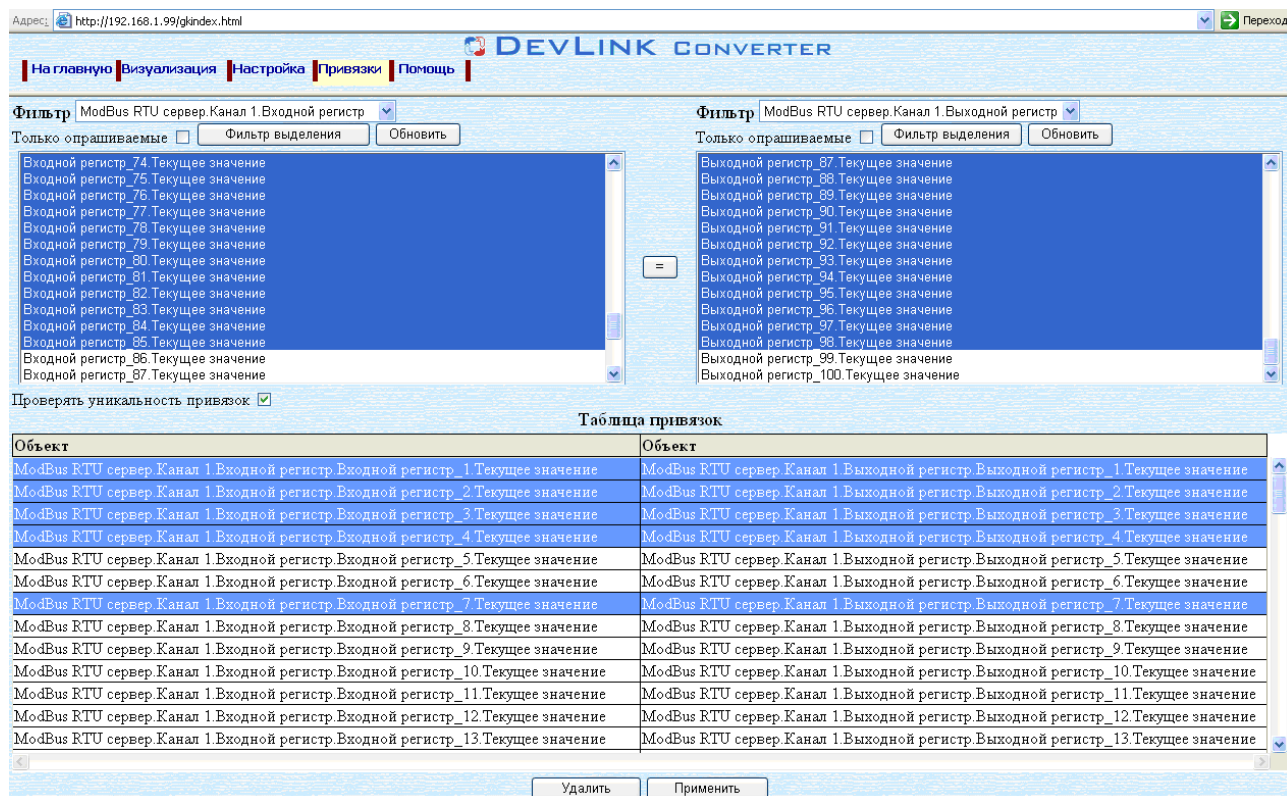 Адрес: http://192.168.1.99/gkindex.html Переход
DEVLINK CONVERTER
На главную Визуализация Настройка Привязки Помощь
Фильтр ModBus RTU сервер.Канал 1.Входной регистр
Только опрашиваемые Фильтр выделения Обновить
Входной регистр_74.Текущее значение
Входной регистр_75.Текущее значение
Входной регистр_76.Текущее значение
Входной регистр_77.Текущее значение
Входной регистр_78.Текущее значение
Входной регистр_79.Текущее значение
Входной регистр_80.Текущее значение
Входной регистр_81.Текущее значение
Входной регистр_82.Текущее значение
Входной регистр_83.Текущее значение
Входной регистр_84.Текущее значение
Входной регистр_85.Текущее значение
Входной регистр_86.Текущее значение
Входной регистр_87.Текущее значение
=
Фильтр ModBus RTU сервер.Канал 1.Выходной регистр
Только опрашиваемые Фильтр выделения Обновить
Выходной регистр_87.Текущее значение
Выходной регистр_88.Текущее значение
Выходной регистр_89.Текущее значение
Выходной регистр_90.Текущее значение
Выходной регистр_91.Текущее значение
Выходной регистр_92.Текущее значение
Выходной регистр_93.Текущее значение
Выходной регистр_94.Текущее значение
Выходной регистр_95.Текущее значение
Выходной регистр_96.Текущее значение
Выходной регистр_97.Текущее значение
Выходной регистр_98.Текущее значение
Выходной регистр_99.Текущее значение
Выходной регистр_100.Текущее значение
Проверять уникальность привязок
Таблица привязок
Объект Объект
ModBus RTU сервер.Канал 1.Входной регистр.Входной регистр_1.Текущее значение ModBus RTU сервер.Канал 1.Выходной регистр.Выходной регистр_1.Текущее значение
ModBus RTU сервер.Канал 1.Входной регистр.Входной регистр_2.Текущее значение ModBus RTU сервер.Канал 1.Выходной регистр.Выходной регистр_2.Текущее значение
ModBus RTU сервер.Канал 1.Входной регистр.Входной регистр_3.Текущее значение ModBus RTU сервер.Канал 1.Выходной регистр.Выходной регистр_3.Текущее значение
ModBus RTU сервер.Канал 1.Входной регистр.Входной регистр_4.Текущее значение ModBus RTU сервер.Канал 1.Выходной регистр.Выходной регистр_4.Текущее значение
ModBus RTU сервер.Канал 1.Входной регистр.Входной регистр_5.Текущее значение ModBus RTU сервер.Канал 1.Выходной регистр.Выходной регистр_5.Текущее значение
ModBus RTU сервер.Канал 1.Входной регистр.Входной регистр_6.Текущее значение ModBus RTU сервер.Канал 1.Выходной регистр.Выходной регистр_6.Текущее значение
ModBus RTU сервер.Канал 1.Входной регистр.Входной регистр_7.Текущее значение ModBus RTU сервер.Канал 1.Выходной регистр.Выходной регистр_7.Текущее значение
ModBus RTU сервер.Канал 1.Входной регистр.Входной регистр_8.Текущее значение ModBus RTU сервер.Канал 1.Выходной регистр.Выходной регистр_8.Текущее значение
ModBus RTU сервер.Канал 1.Входной регистр.Входной регистр_9.Текущее значение ModBus RTU сервер.Канал 1.Выходной регистр.Выходной регистр_9.Текущее значение
ModBus RTU сервер.Канал 1.Входной регистр.Входной регистр_10.Текущее значение ModBus RTU сервер.Канал 1.Выходной регистр.Выходной регистр_10.Текущее значение
ModBus RTU сервер.Канал 1.Входной регистр.Входной регистр_11.Текущее значение ModBus RTU сервер.Канал 1.Выходной регистр.Выходной регистр_11.Текущее значение
ModBus RTU сервер.Канал 1.Входной регистр.Входной регистр_12.Текущее значение ModBus RTU сервер.Канал 1.Выходной регистр.Выходной регистр_12.Текущее значение
ModBus RTU сервер.Канал 1.Входной регистр.Входной регистр_13.Текущее значение ModBus RTU сервер.Канал 1.Выходной регистр.Выходной регистр_13.Текущее значение
Удалить Применить